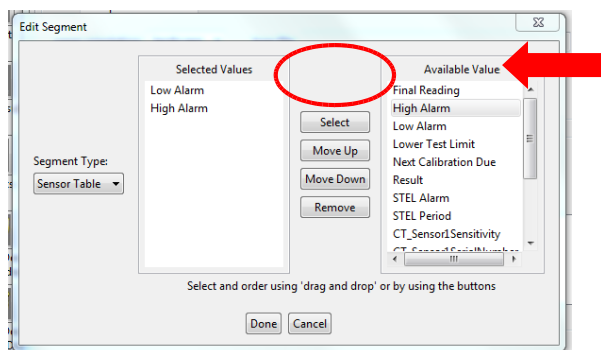 Edit Segment
Selected Values
Low Alarm
High Alarm
Segment Type:
Sensor Table
Select
Move Up
Move Down
Remove
Available Value
Final Reading
High Alarm
Low Alarm
Lower Test Limit
Next Calibration Due
Result
STEL Alarm
STEL Period
CT_Sensor1Sensitivity
CT_Sensor1SerialNumber
Select and order using 'drag and drop' or by using the buttons
Done
Cancel